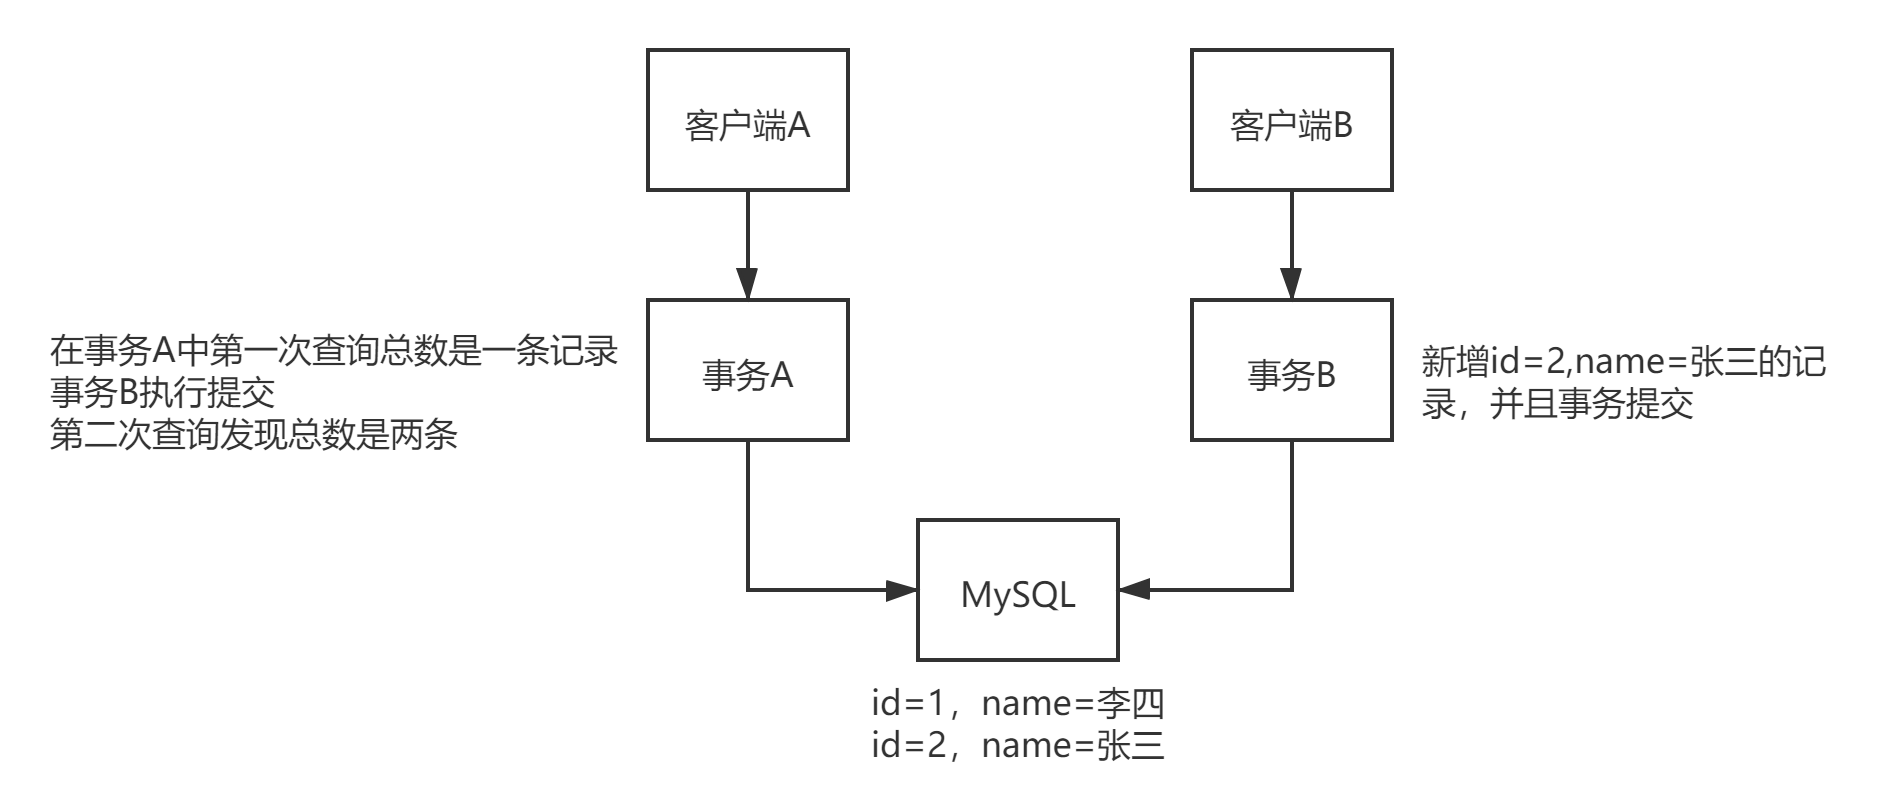 客户端A
客户端B
在事务A中第一次查询总数是一条记录
事务B执行提交
第二次查询发现总数是两条
事务A
事务B
新增id=2,name=张三的记
录，并且事务提交
MySQL
id=1，name=李四
id=2，name=张三